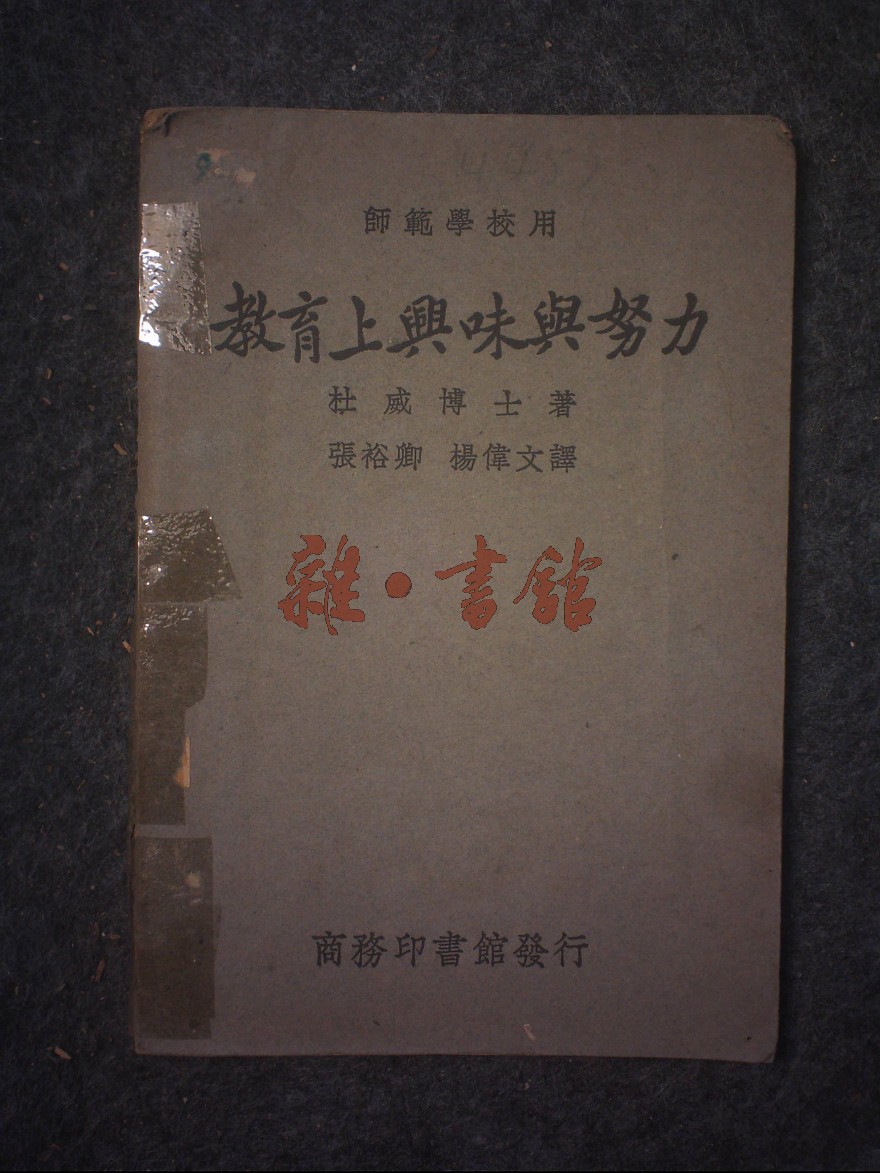 師範學校用
教育上興味與努力
杜威博士著
張裕卿 楊偉文譯
雜·書館
商務印書館發行